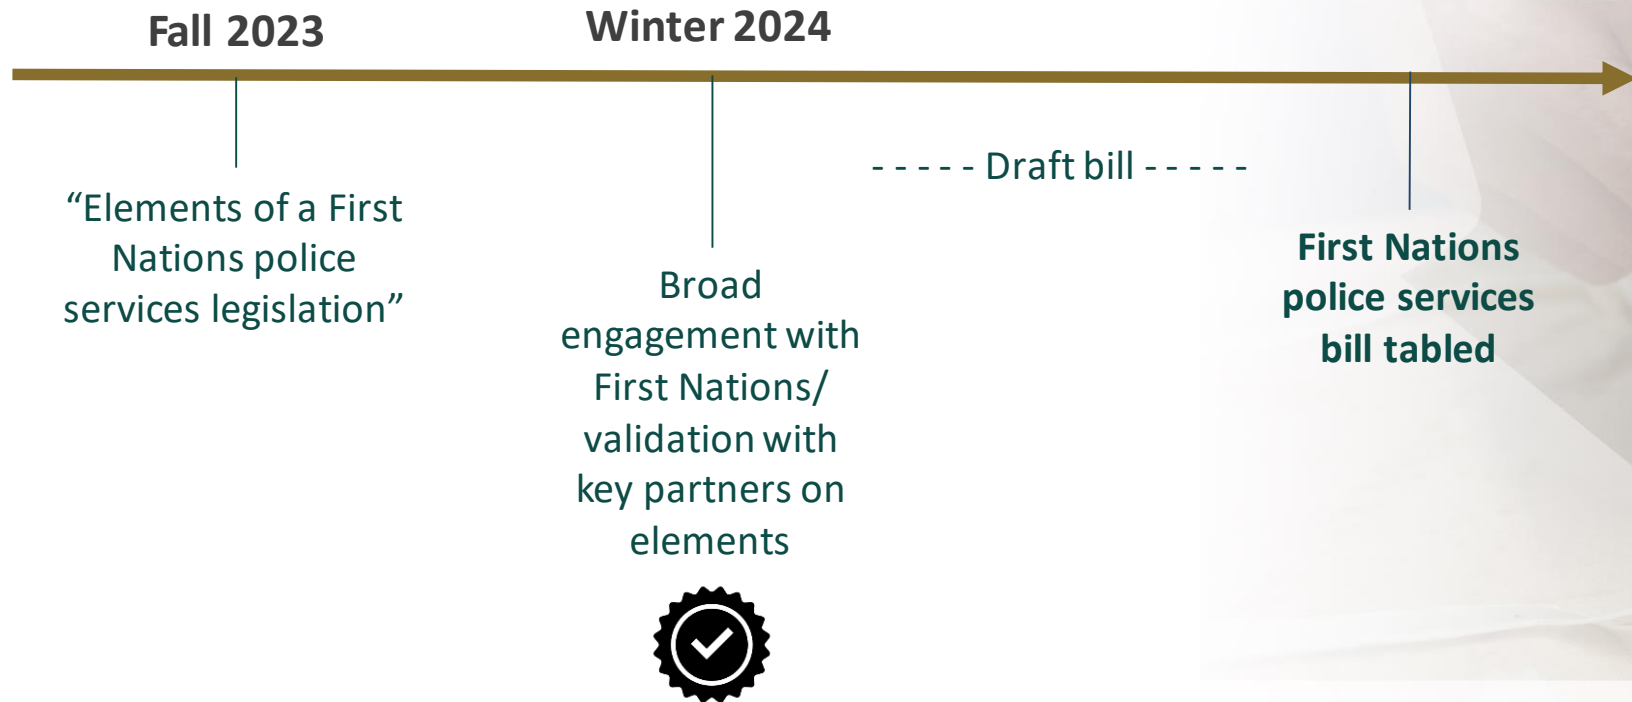 Fall 2023
Winter 2024
“Elements of a First
Nations police
services legislation”
Broad
engagement with
First Nations/
validation with
key partners on
elements
- - - - - Draft bill - - - - -
First Nations
police services
bill tabled